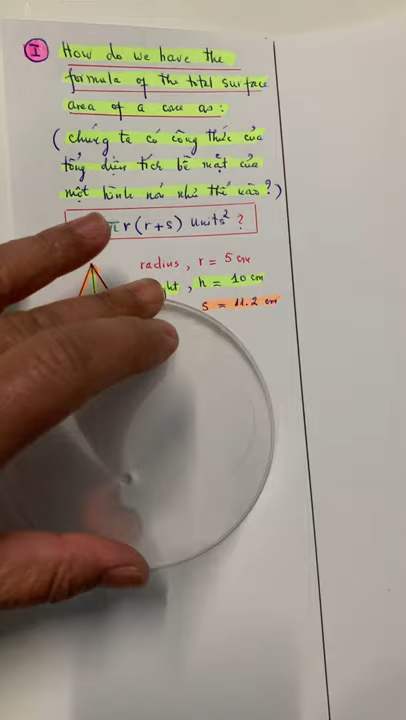 I How do we have the
formula of the total surface
area of a cone as:
(chúng ta có công thức của
tổng diện tích bề mặt của
một hình nón như thế nào?)
π r (r + s) units² ?
radius, r = 5 cm
, h = 10 cm
s = 11.2 cm